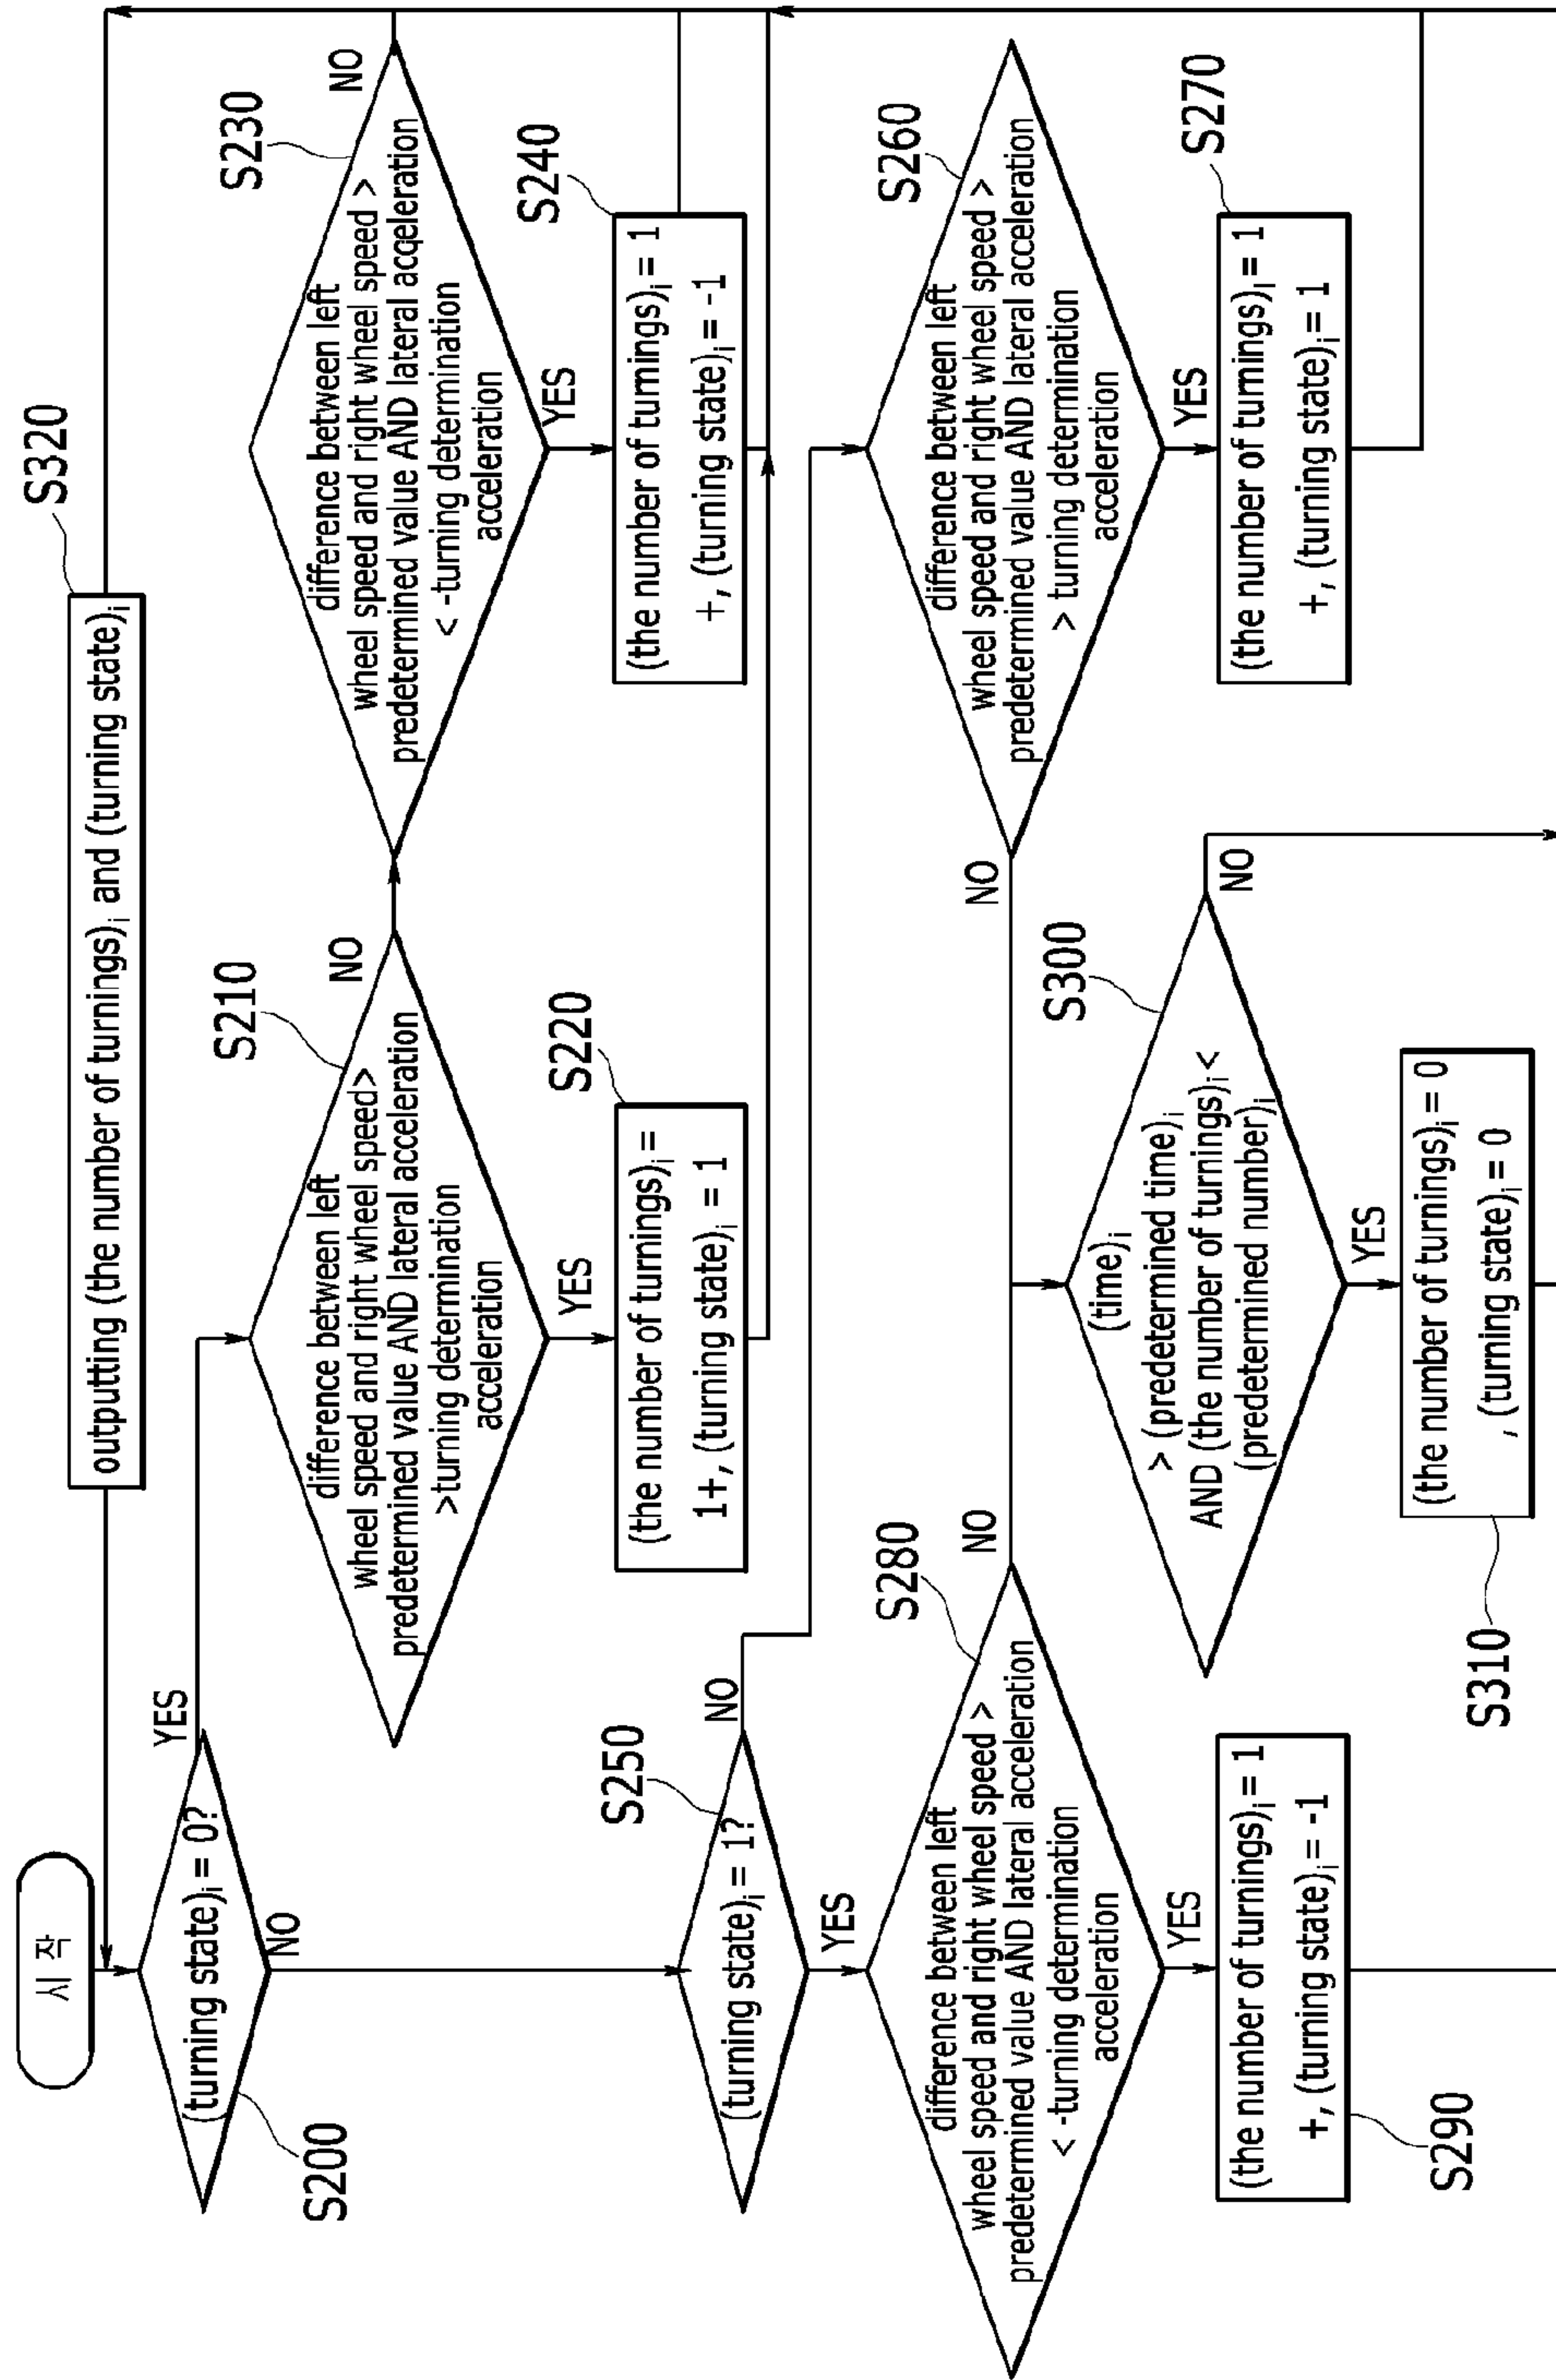 시 작
S320
outputting (the number of turnings)i and (turning state)i
S200
(turning state)i = 0?
YES
NO
S210
difference between left
wheel speed and right wheel speed>
predetermined value AND lateral acceleration
>turning determination
acceleration
NO
YES
S220
(the number of turnings)i =
1+, (turning state)i = 1
S230
difference between left
wheel speed and right wheel speed >
predetermined value AND lateral acceleration
< -turning determination
acceleration
NO
YES
S240
(the number of turnings)i = 1
+, (turning state)i = -1
S250
(turning state)i = 1?
NO
YES
S280
difference between left
wheel speed and right wheel speed >
predetermined value AND lateral acceleration
< -turning determination
acceleration
NO
YES
S290
(the number of turnings)i = 1
+, (turning state)i = -1
S260
difference between left
wheel speed and right wheel speed >
predetermined value AND lateral acceleration
> turning determination
acceleration
NO
YES
S270
(the number of turnings)i = 1
+, (turning state)i = 1
S300
(time)i
> (predetermined time)i
AND (the number of turnings)i <
(predetermined number)i
NO
YES
S310
(the number of turnings)i = 0
, (turning state)i = 0